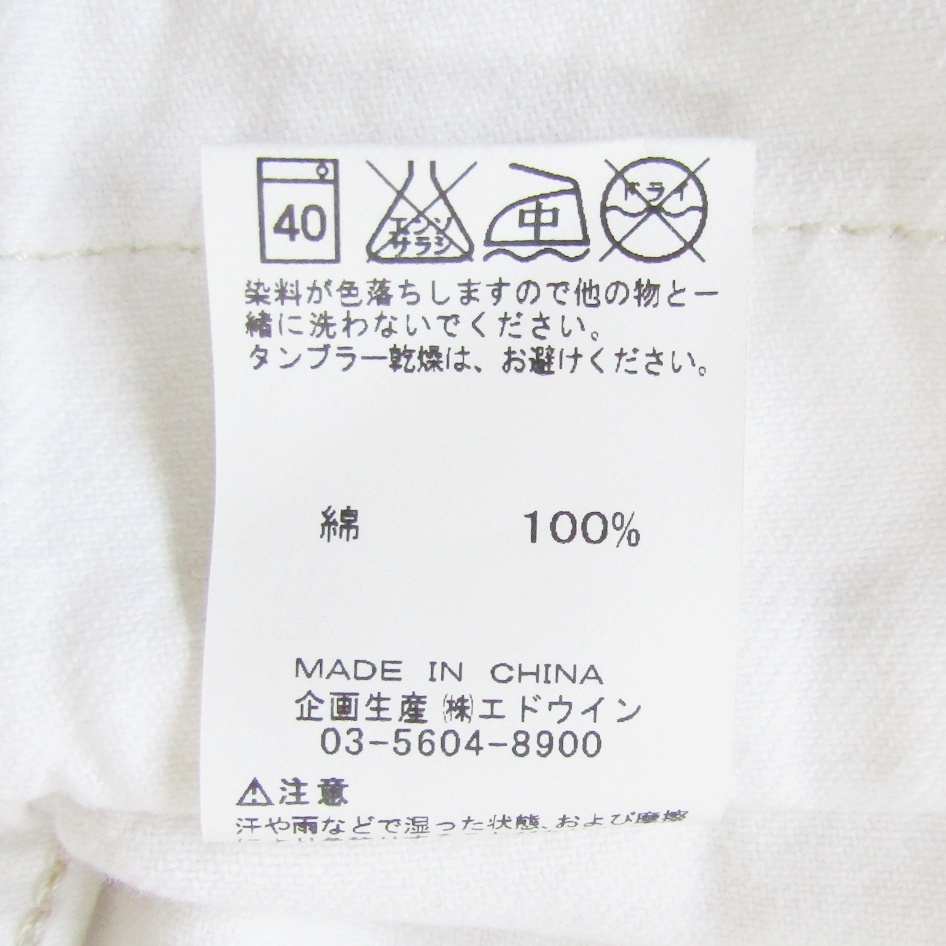 40
エンソ
サラシ
中
ドライ
染料が色落ちしますので他の物と一
緒に洗わないでください。
タンブラー乾燥は、お避けください。
綿 100%
MADE IN CHINA
企画生産 ㈱エドウイン
03-5604-8900
⚠注意
汗や雨などで湿った状態、および摩擦